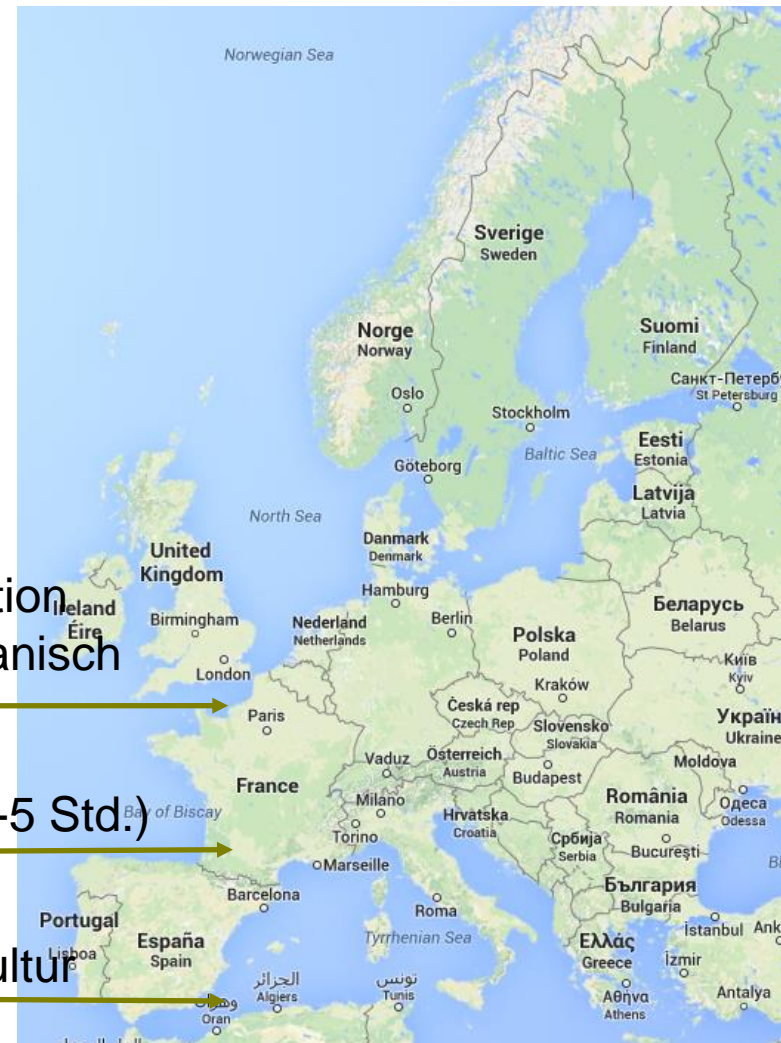 Norwegian Sea
Sverige
Sweden
Norge
Norway
Suomi
Finland
Oslo
Санкт-Петерб
St Petersburg
Stockholm
Eesti
Estonia
Baltic Sea
Göteborg
Latvija
Latvia
North Sea
Danmark
Denmark
United
Kingdom
tion
Ireland
Éire
Hamburg
Birmingham
Nederland
Netherlands
Berlin
Polska
Poland
Беларусь
Belarus
anisch
London
Київ
Kyiv
Kraków
Paris
Česká rep
Czech Rep
Slovensko
Slovakia
Україн
Ukraine
Vaduz
Österreich
Austria
Budapest
Moldova
France
Milano
România
Romania
Одеса
Odessa
-5 Std.)
Bay of Biscay
Hrvatska
Croatia
Torino
Србија
Serbia
București
Marseille
България
Bulgaria
Barcelona
Roma
İstanbul
Ank
Portugal
Lisboa
España
Spain
Tyrrhenian Sea
Ελλάς
Greece
İzmir
ultur
الجزائر
Algiers
تونس
Tunis
Αθήνα
Athens
Antalya
Oran